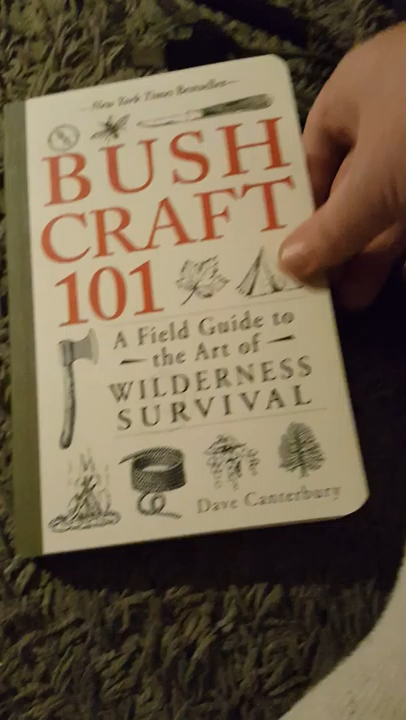 New York Times Bestseller
BUSH
CRAFT
101
A Field Guide to
the Art of
WILDERNESS
SURVIVAL
Dave Canterbury